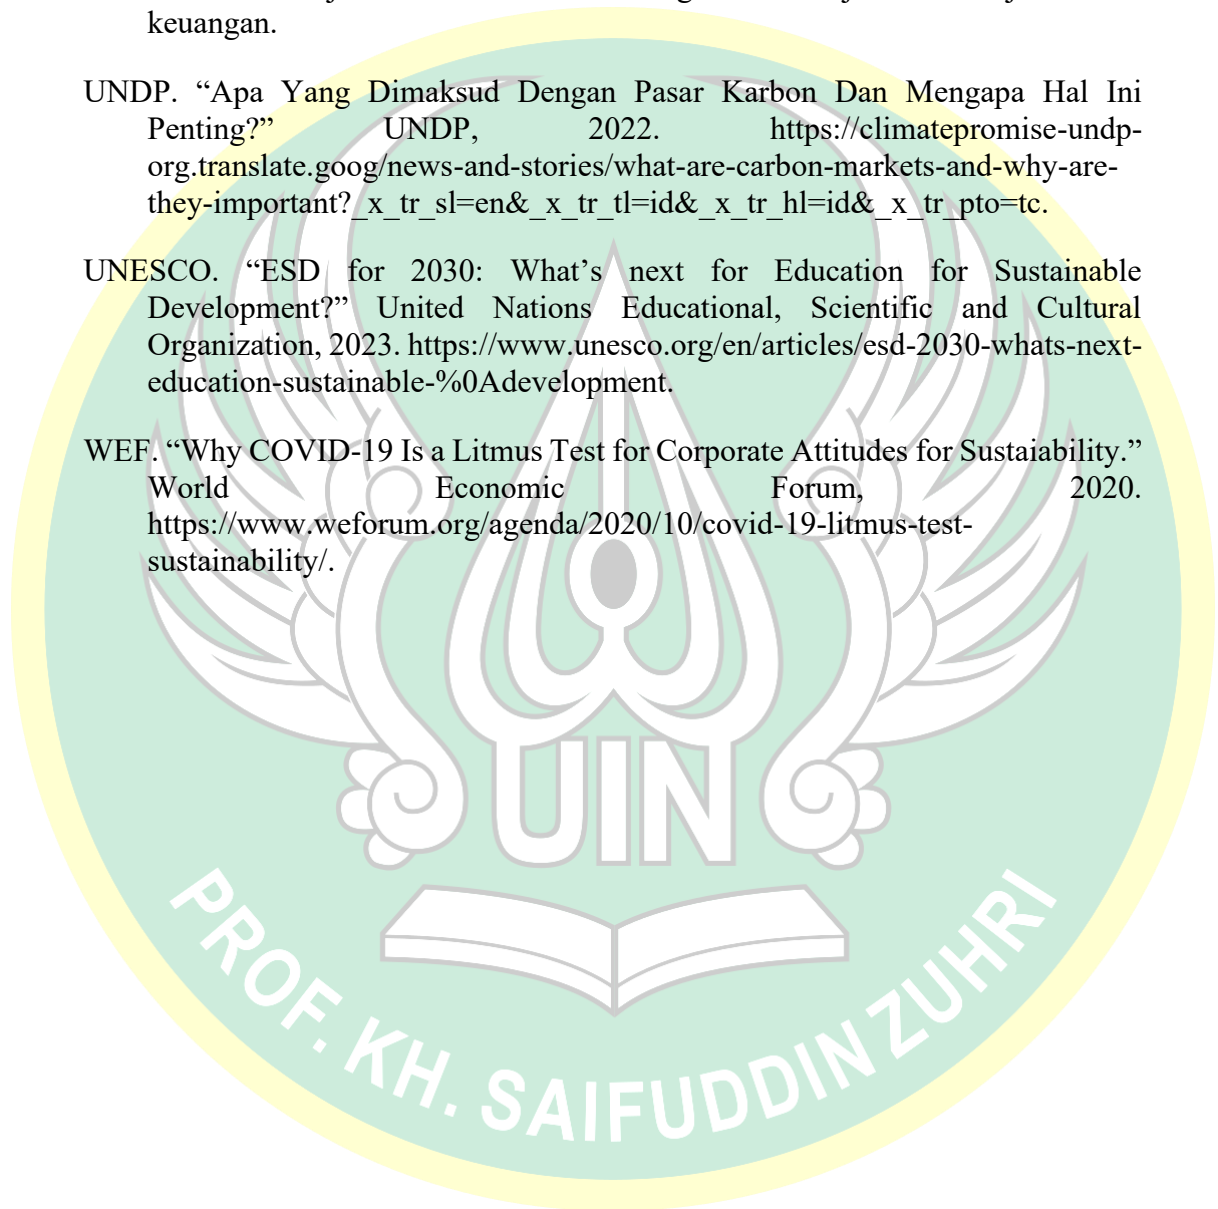 keuangan.
UNDP. “Apa Yang Dimaksud Dengan Pasar Karbon Dan Mengapa Hal Ini
Penting?” UNDP, 2022. https://climatepromise-undp-
org.translate.goog/news-and-stories/what-are-carbon-markets-and-why-are-
they-important?_x_tr_sl=en&_x_tr_tl=id&_x_tr_hl=id&_x_tr_pto=tc.
UNESCO. “ESD for 2030: What’s next for Education for Sustainable
Development?” United Nations Educational, Scientific and Cultural
Organization, 2023. https://www.unesco.org/en/articles/esd-2030-whats-next-
education-sustainable-%0Adevelopment.
WEF. “Why COVID-19 Is a Litmus Test for Corporate Attitudes for Sustaiability.”
World Economic Forum, 2020.
https://www.weforum.org/agenda/2020/10/covid-19-litmus-test-
sustainability/.
UIN
PROF. KH. SAIFUDDIN ZUHRI